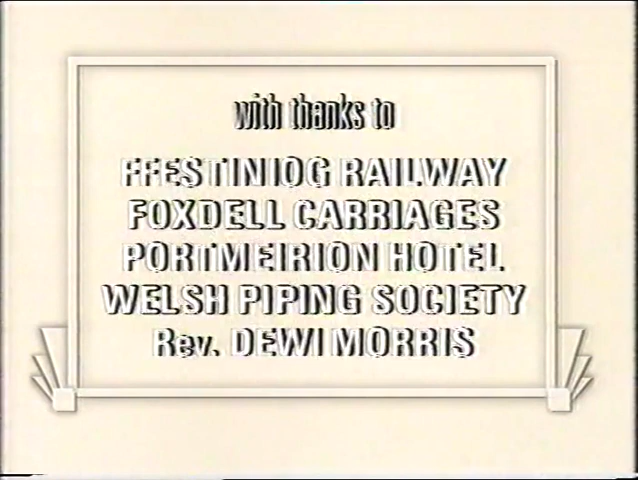 with thanks to
FFESTINIOG RAILWAY
FOXDELL CARRIAGES
PORTMEIRION HOTEL
WELSH PIPING SOCIETY
Rev. DEWI MORRIS